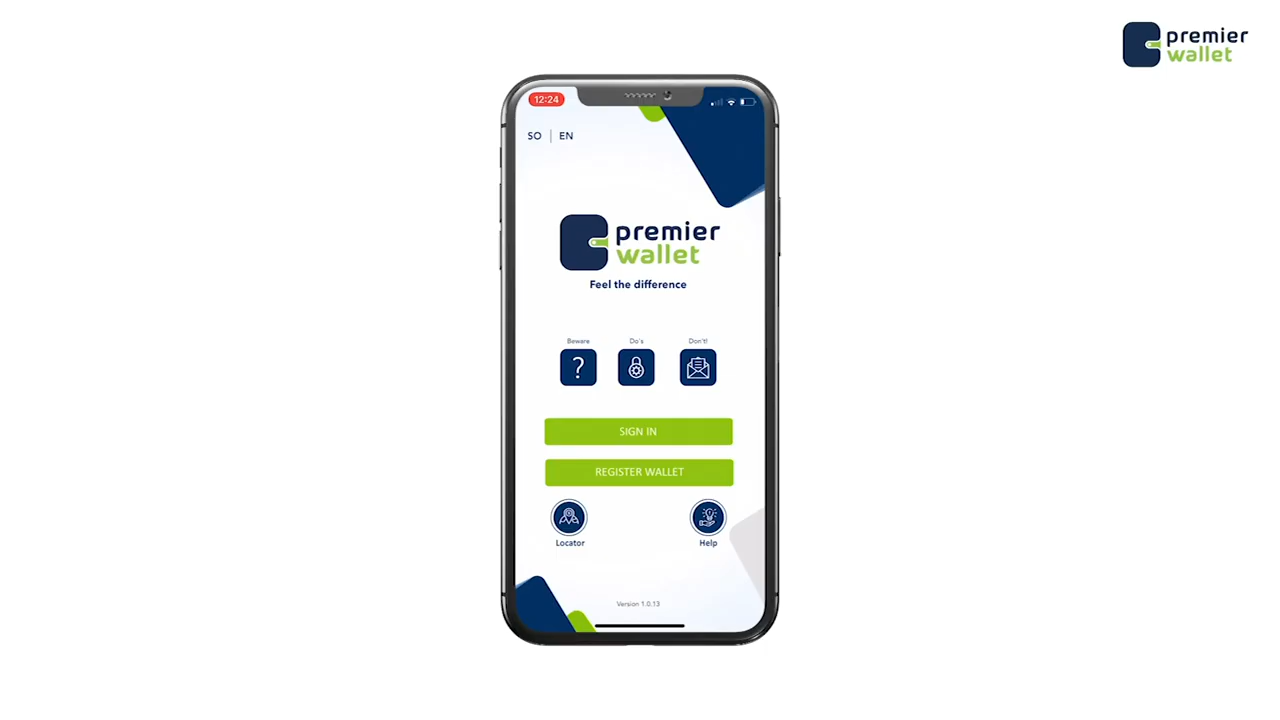 premier
wallet
12:24
SO | EN
premier
wallet
Feel the difference
Beware
Do's
Don't!
?
SIGN IN
REGISTER WALLET
Locator
Help
Version 1.0.13